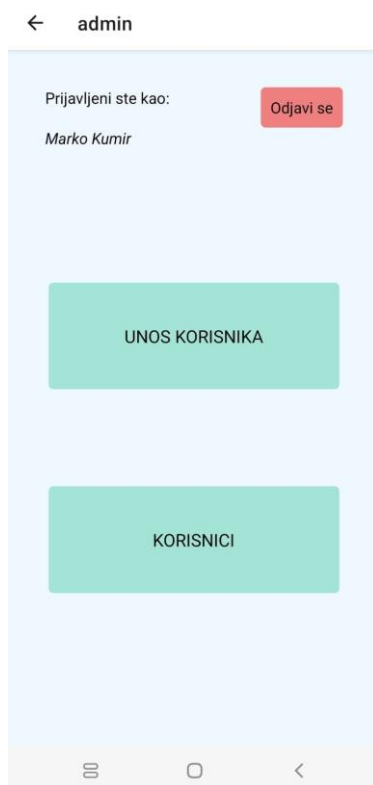 admin
Prijavljeni ste kao:
Odjavi se
Marko Kumir
UNOS KORISNIKA
KORISNICI